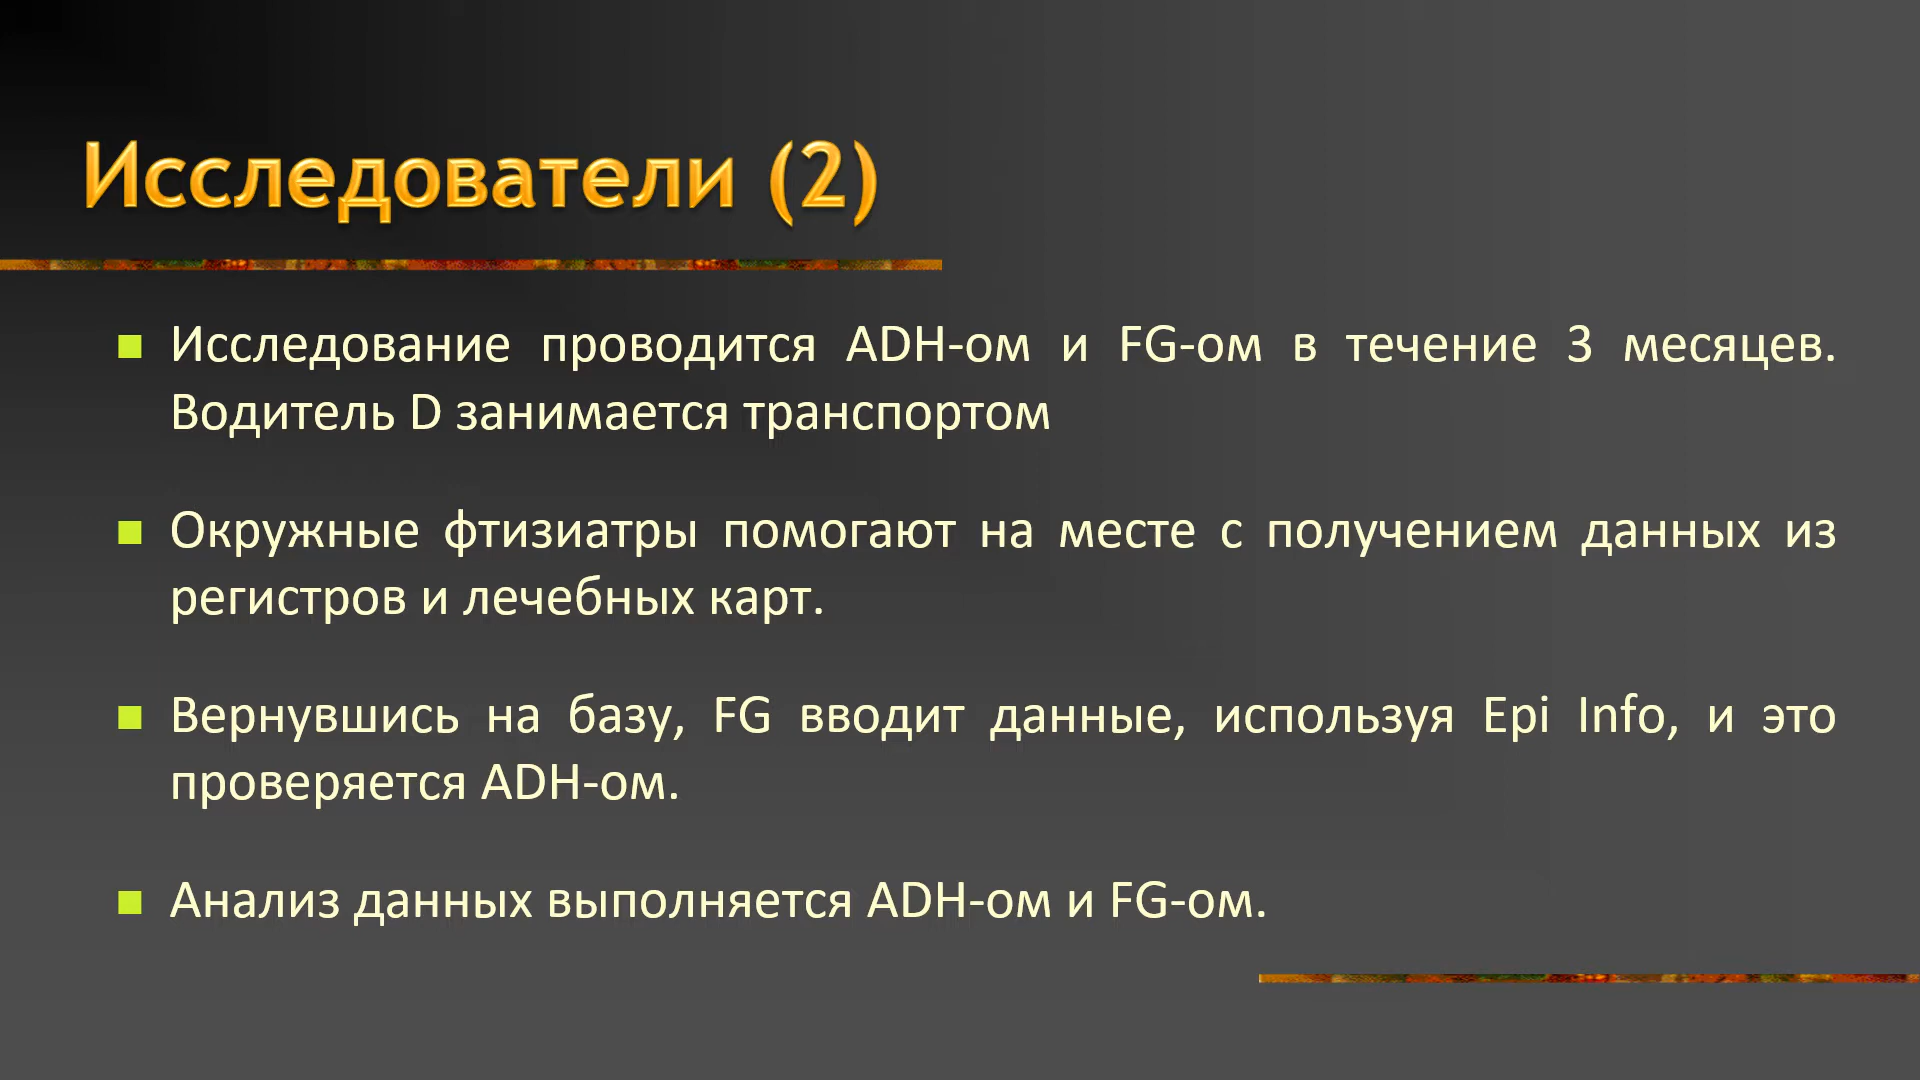 Исследователи (2)
Исследование проводится ADH-ом и FG-ом в течение 3 месяцев.
Водитель D занимается транспортом
Окружные фтизиатры помогают на месте с получением данных из
регистров и лечебных карт.
Вернувшись на базу, FG вводит данные, используя Epi Info, и это
проверяется ADH-ом.
Анализ данных выполняется ADH-ом и FG-ом.